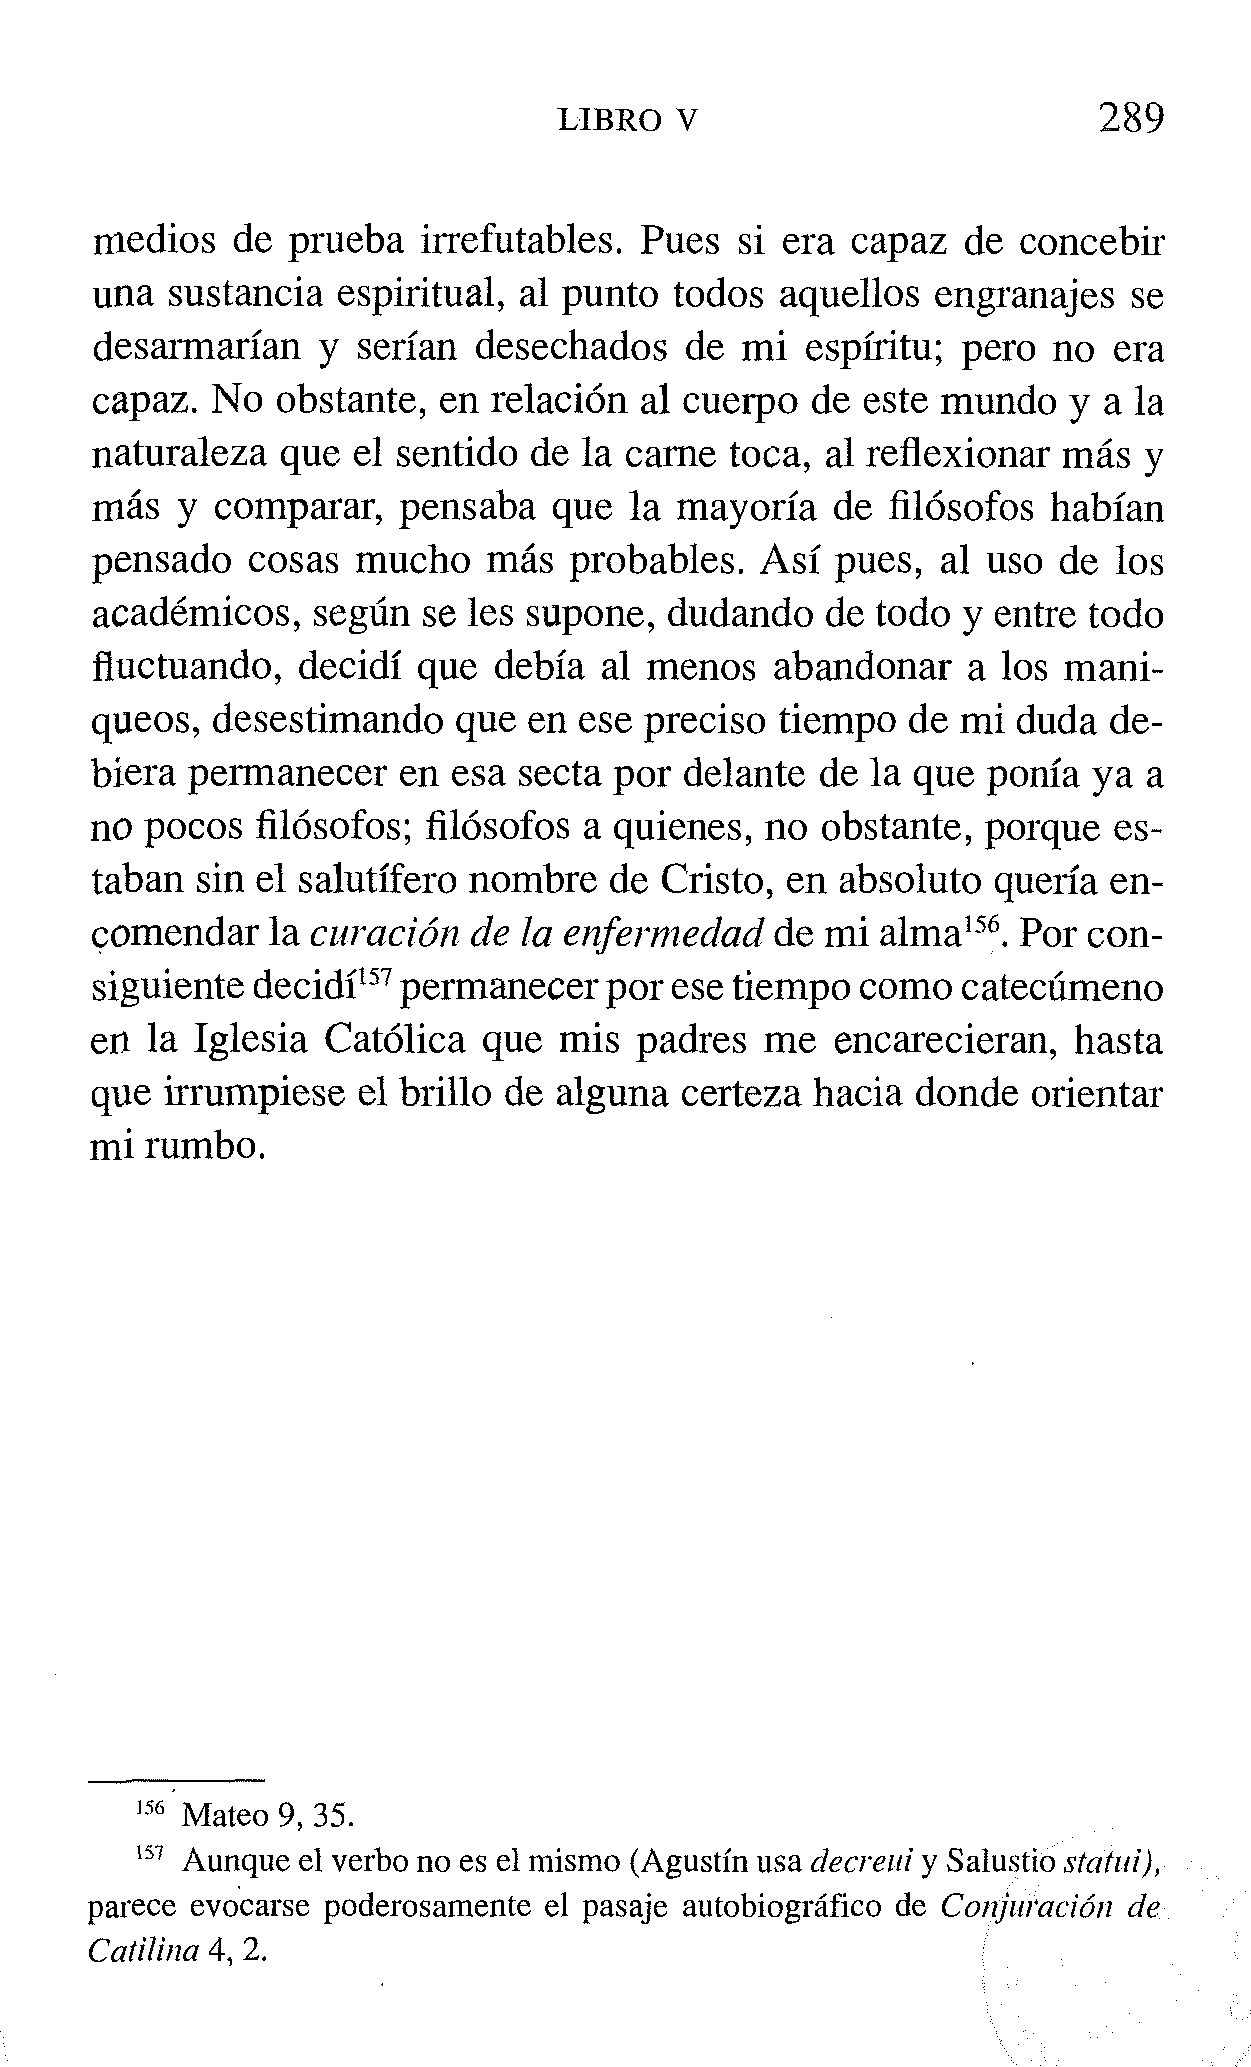 LIBRO V 289
medios de prueba irrefutables. Pues si era capaz de concebir
una sustancia espiritual, al punto todos aquellos engranajes se
desarmarían y serían desechados de mi espíritu; pero no era
capaz. No obstante, en relación al cuerpo de este mundo y a la
naturaleza que el sentido de la carne toca, al reflexionar más y
más y comparar, pensaba que la mayoría de filósofos habían
pensado cosas mucho más probables. Así pues, al uso de los
académicos, según se les supone, dudando de todo y entre todo
fluctuando, decidí que debía al menos abandonar a los mani-
queos, desestimando que en ese preciso tiempo de mi duda de-
biera permanecer en esa secta por delante de la que ponía ya a
no pocos filósofos; filósofos a quienes, no obstante, porque es-
taban sin el salutífero nombre de Cristo, en absoluto quería en-
comendar la curación de la enfermedad de mi alma¹⁵⁶. Por con-
siguiente decidí¹⁵⁷ permanecer por ese tiempo como catecúmeno
en la Iglesia Católica que mis padres me encarecieran, hasta
que irrumpiese el brillo de alguna certeza hacia donde orientar
mi rumbo.
¹⁵⁶ Mateo 9, 35.
¹⁵⁷ Aunque el verbo no es el mismo (Agustín usa decreui y Salustio statui),
parece evocarse poderosamente el pasaje autobiográfico de Conjuración de
Catilina 4, 2.